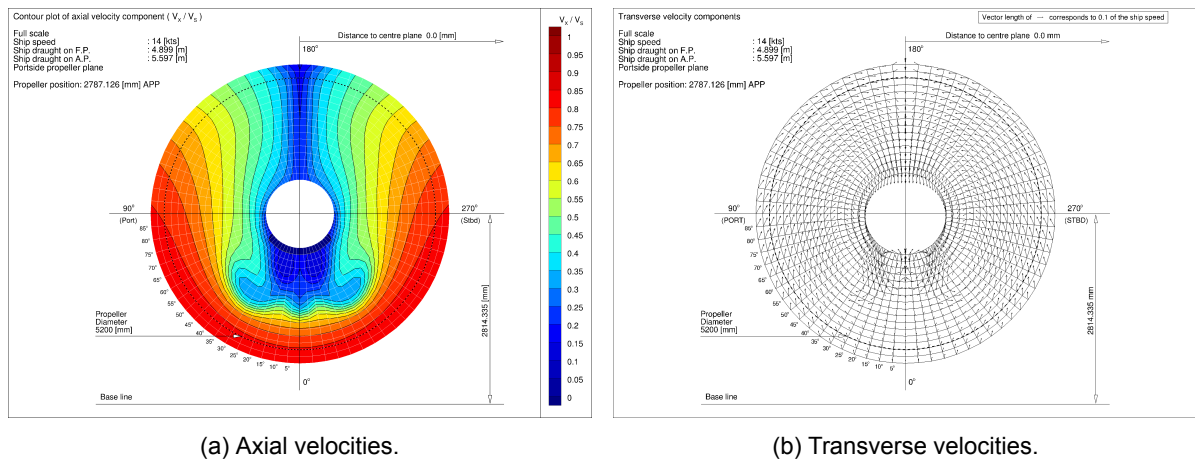 Contour plot of axial velocity component ( V_X / V_S )
Full scale
Ship speed : 14 [kts]
Ship draught on F.P. : 4.899 [m]
Ship draught on A.P. : 5.597 [m]
Portside propeller plane
Propeller position: 2787.126 [mm] APP
Distance to centre plane 0.0 [mm]
180°
90°
(Port)
270°
(Stbd)
85°
80°
75°
70°
65°
60°
55°
50°
45°
40°
35°
30°
25°
20°
15°
10°
5°
0°
Propeller
Diameter
5200 [mm]
2814.335 [mm]
Base line
V_X / V_S
1
0.95
0.9
0.85
0.8
0.75
0.7
0.65
0.6
0.55
0.5
0.45
0.4
0.35
0.3
0.25
0.2
0.15
0.1
0.05
0
(a) Axial velocities.
Transverse velocity components
Vector length of → corresponds to 0.1 of the ship speed
Full scale
Ship speed : 14 [kts]
Ship draught on F.P. : 4.899 [m]
Ship draught on A.P. : 5.597 [m]
Portside propeller plane
Propeller position: 2787.126 [mm] APP
Distance to centre plane 0.0 mm
180°
90°
(PORT)
270°
(STBD)
85°
80°
75°
70°
65°
60°
55°
50°
45°
40°
35°
30°
25°
20°
15°
10°
5°
0°
Propeller
Diameter
5200 [mm]
2814.335 mm
Base line
(b) Transverse velocities.